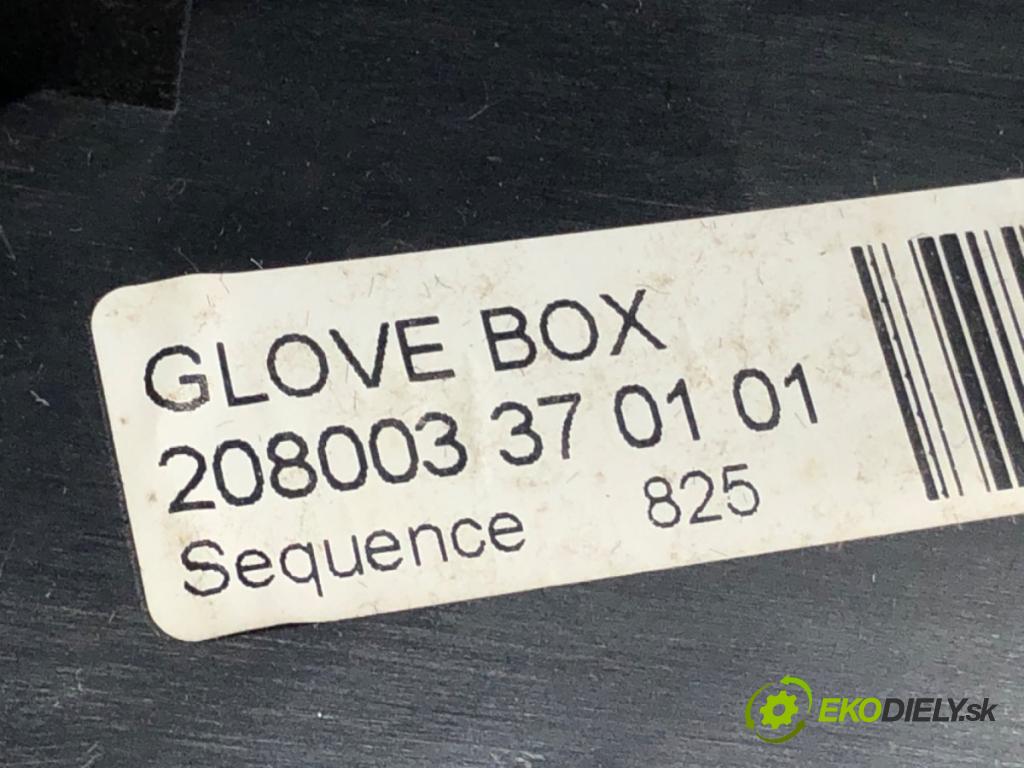 GLOVE BOX
208003 37 01 01
Sequence 825
EKODIELY.sk